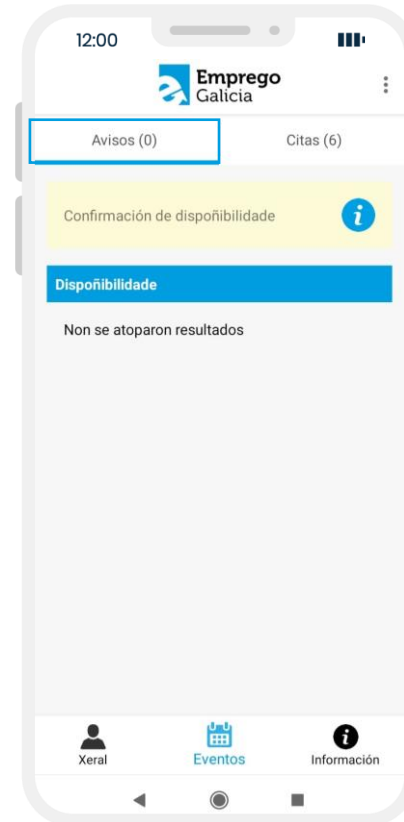 12:00
Emprego
Galicia
Avisos (0)
Citas (6)
Confirmación de dispoñibilidade
i
Dispoñibilidade
Non se atoparon resultados
Xeral
Eventos
i
Información